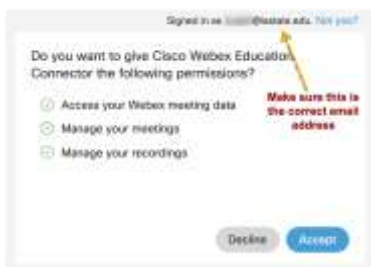 Signed in as @iastate.edu. Not you?
Do you want to give Cisco Webex Education
Connector the following permissions?
Access your Webex meeting data
Manage your meetings
Manage your recordings
Make sure this is
the correct email
address
Decline
Accept